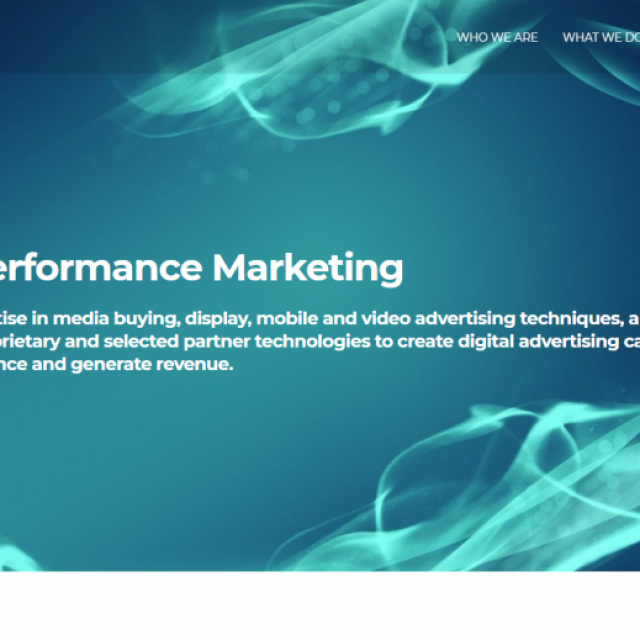 WHO WE ARE WHAT WE DO
erformance Marketing
tise in media buying, display, mobile and video advertising techniques, a
prietary and selected partner technologies to create digital advertising ca
nce and generate revenue.